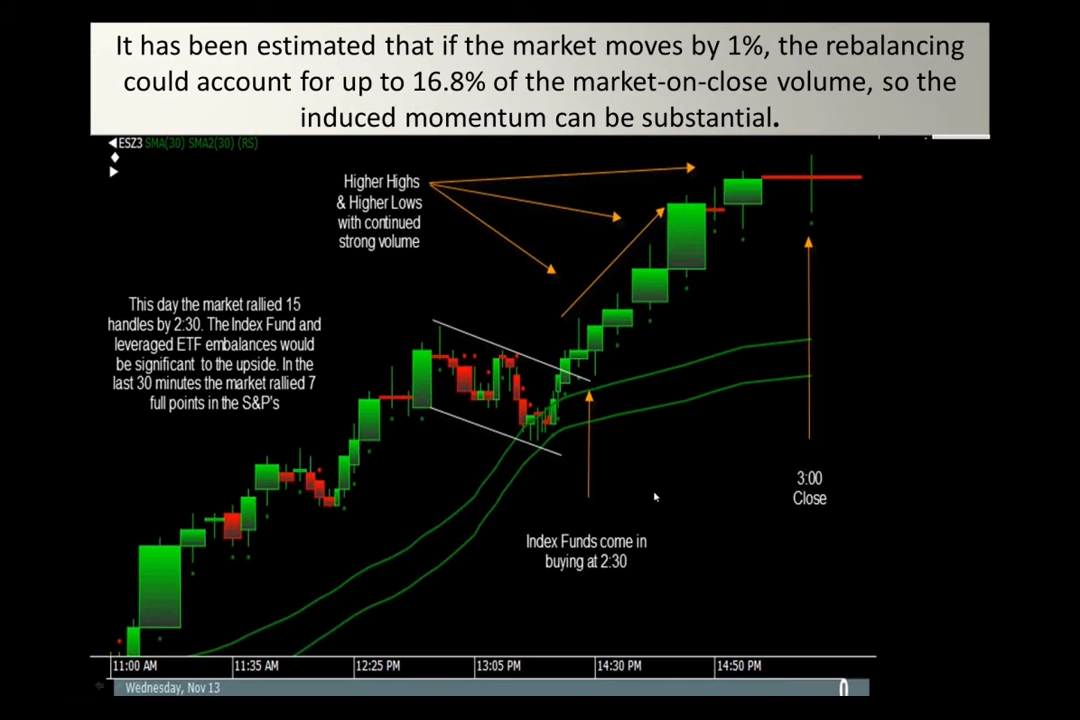 It has been estimated that if the market moves by 1%, the rebalancing
could account for up to 16.8% of the market-on-close volume, so the
induced momentum can be substantial.
ESZ3 SMA(30) SMA2(30) (RS)
Higher Highs
& Higher Lows
with continued
strong volume
This day the market rallied 15
handles by 2:30. The Index Fund and
leveraged ETF embalances would
be significant to the upside. In the
last 30 minutes the market rallied 7
full points in the S&P's
3:00
Close
Index Funds come in
buying at 2:30
11:00 AM 11:35 AM 12:25 PM 13:05 PM 14:30 PM 14:50 PM
Wednesday, Nov 13
0